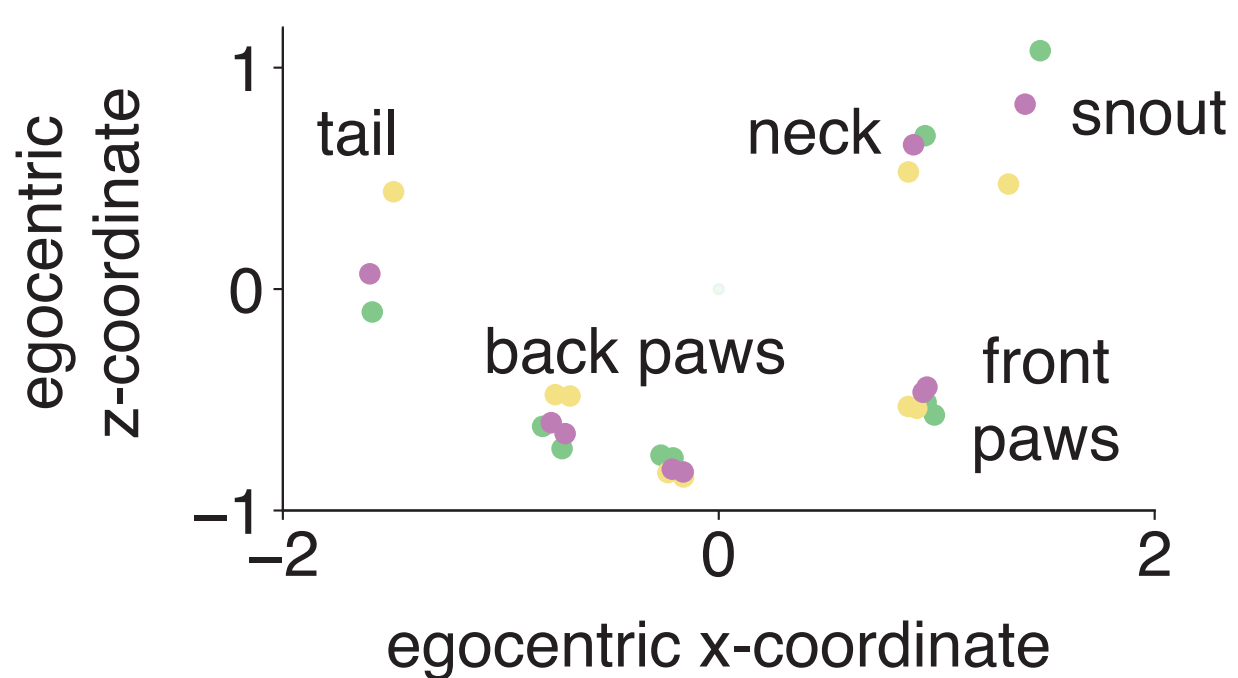 egocentric
z-coordinate
1
0
−1
tail
neck
snout
back paws
front
paws
−2
0
2
egocentric x-coordinate